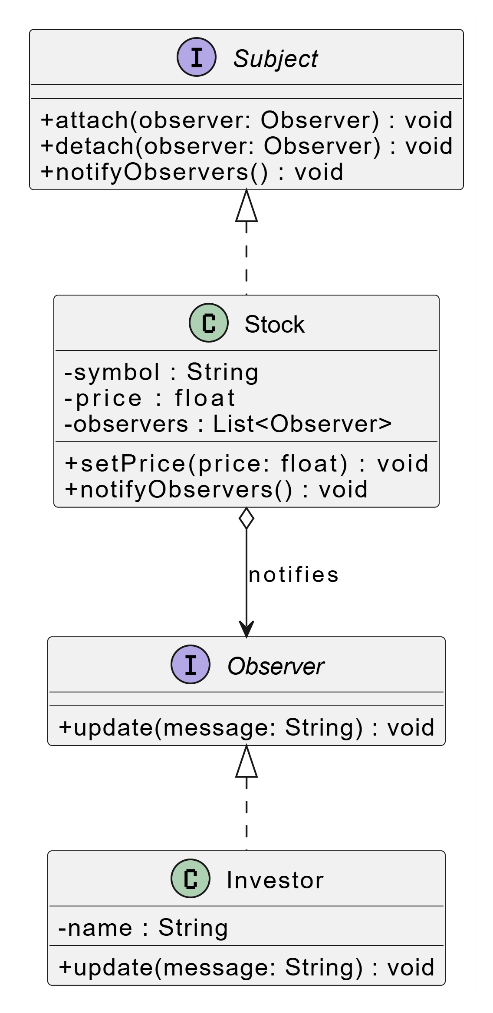 I Subject
+attach(observer: Observer) : void
+detach(observer: Observer) : void
+notifyObservers() : void
C Stock
-symbol : String
-price : float
-observers : List<Observer>
+setPrice(price: float) : void
+notifyObservers() : void
notifies
I Observer
+update(message: String) : void
C Investor
-name : String
+update(message: String) : void